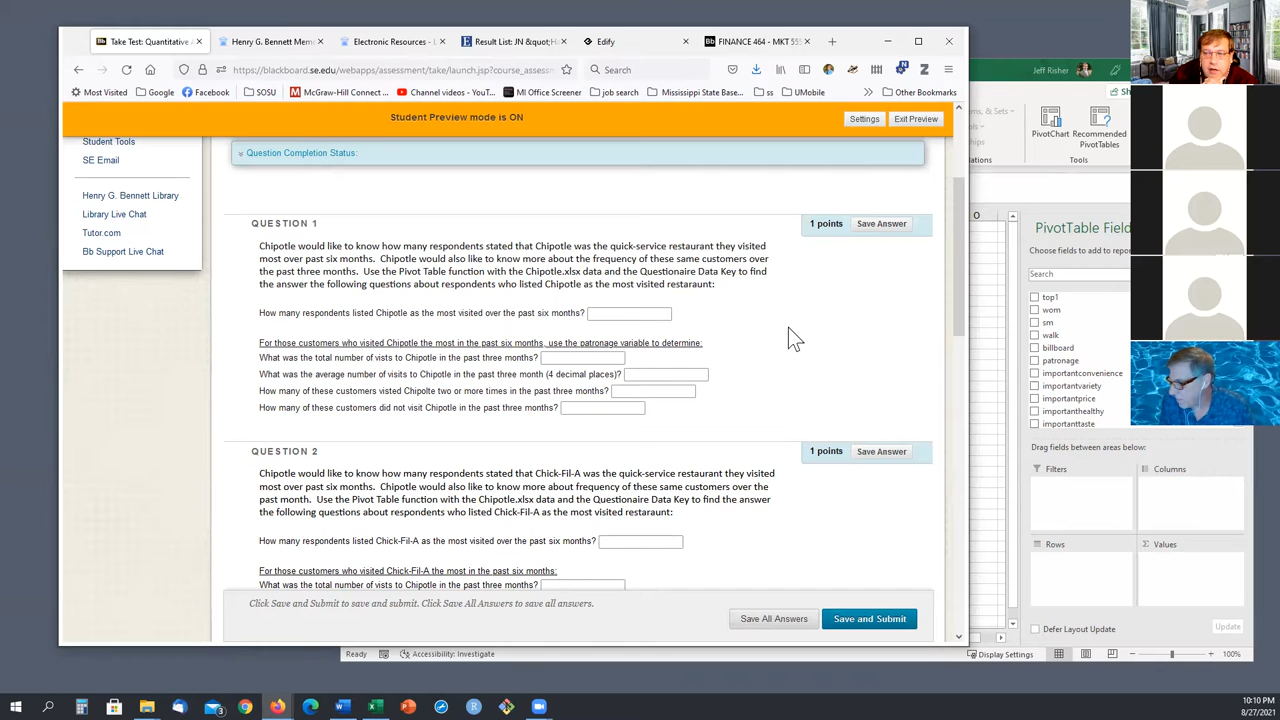 Take Test: Quantitative
Henry G. Bennett Mem
Electronic Resources -
Result List: IN &quot
Edify
FINANCE 464 - MKT 55
https://blackboard.se.edu/webapps/assessment/take/launch.jsp?course_assess
Search
Most Visited
Google
SOSU
Facebook
McGraw-Hill Connect
Channel videos - YouT...
MI Office Screener
job search
Mississippi State Base...
ss
UMobile
Other Bookmarks
Student Preview mode is ON
Settings
Exit Preview
Student Tools
SE Email
Henry G. Bennett Library
Library Live Chat
Tutor.com
Bb Support Live Chat
Question Completion Status:
QUESTION 1
1 points
Save Answer
Chipotle would like to know how many respondents stated that Chipotle was the quick-service restaurant they visited
most over past six months. Chipotle would also like to know more about the frequency of these same customers over
the past three months. Use the Pivot Table function with the Chipotle.xlsx data and the Questionaire Data Key to find
the answer the following questions about respondents who listed Chipotle as the most visited restaraunt:
How many respondents listed Chipotle as the most visited over the past six months?
For those customers who visited Chipotle the most in the past six months, use the patronage variable to determine:
What was the total number of vists to Chipotle in the past three months?
What was the average number of visits to Chipotle in the past three month (4 decimal places)?
How many of these customers visted Chipolte two or more times in the past three months?
How many of these customers did not visit Chipotle in the past three months?
QUESTION 2
1 points
Save Answer
Chipotle would like to know how many respondents stated that Chick-Fil-A was the quick-service restaurant they visited
most over past six months. Chipotle would also like to know more about frequency of these same customers over the
past month. Use the Pivot Table function with the Chipotle.xlsx data and the Questionaire Data Key to find the answer
the following questions about respondents who listed Chick-Fil-A as the most visited restaraunt:
How many respondents listed Chick-Fil-A as the most visited over the past six months?
For those customers who visited Chick-Fil-A the most in the past six months:
What was the total number of vists to Chipotle in the past three months?
Click Save and Submit to save and submit. Click Save All Answers to save all answers.
Save All Answers
Save and Submit
Jeff Risher
Sh
PivotChart
Recommended
PivotTables
Tools
O
PivotTable Field
Choose fields to add to repor
Search
top1
wom
sm
walk
billboard
patronage
importantconvenience
importantvariety
importantprice
importanthealthy
importanttaste
Drag fields between areas below:
Filters
Columns
Rows
Σ Values
Defer Layout Update
Update
Ready
Accessibility: Investigate
Display Settings
100%
10:10 PM
8/27/2021